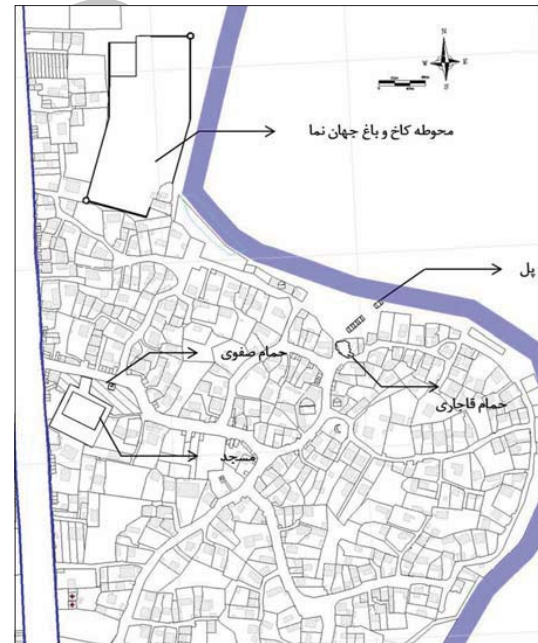 N
W
E
S
محوطه کاخ و باغ جهان نما
پل
حمام صفوی
حمام قاجاری
مسجد